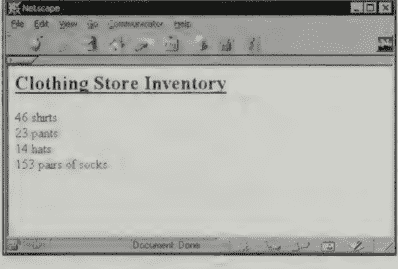 Netscape
File Edit View Go Communicator Help
Clothing Store Inventory
46 shirts
23 pants
14 hats
153 pairs of socks
Document: Done